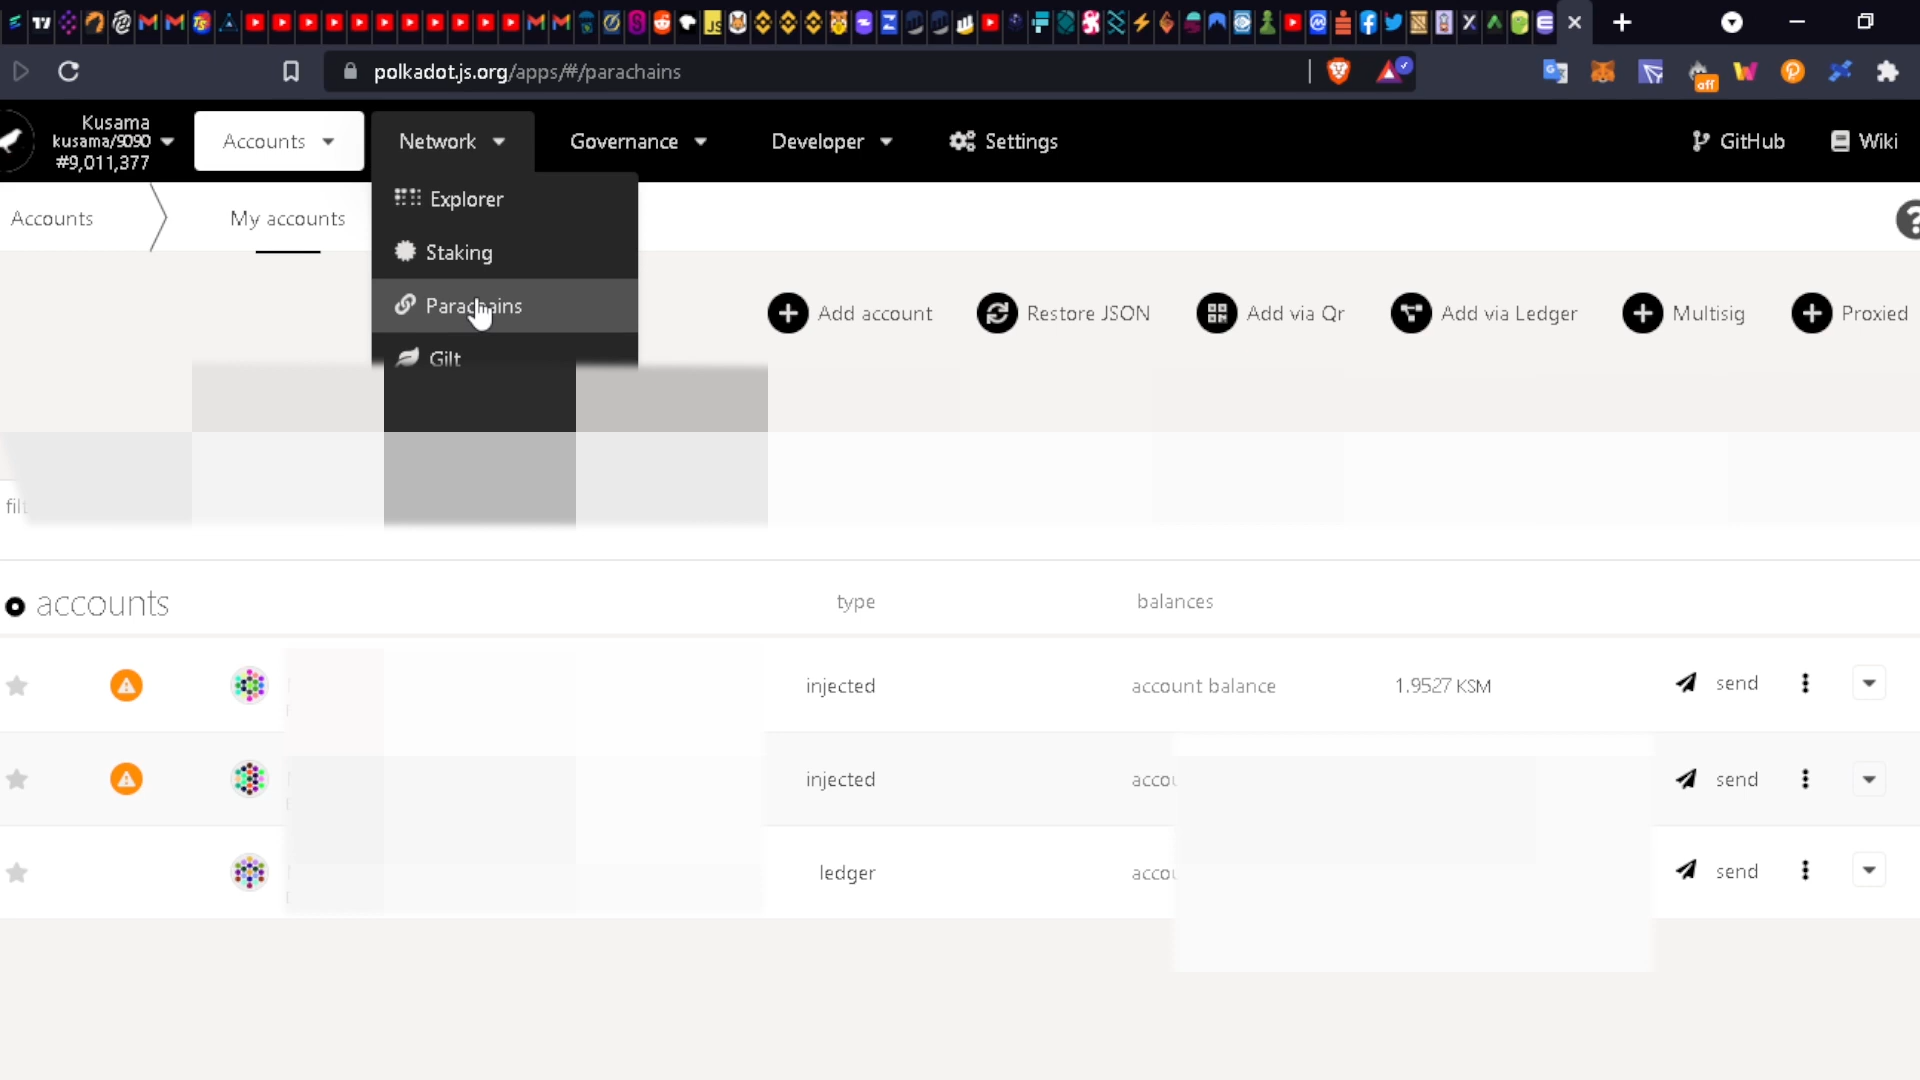 polkadot.js.org/apps/#/parachains
off
Kusama
kusama/9090
#9,011,377
Accounts
Network
Governance
Developer
Settings
GitHub
Wiki
Explorer
Staking
Parachains
Gilt
Accounts
My accounts
Add account
Restore JSON
Add via Qr
Add via Ledger
Multisig
Proxied
accounts
type
balances
injected
account balance
1.9527 KSM
send
injected
send
ledger
send